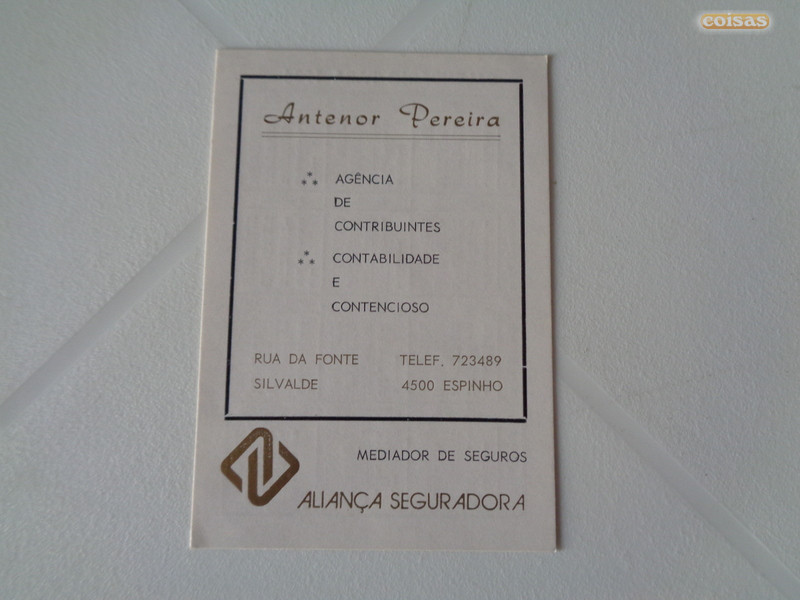 coisas
Antenor Pereira
AGÊNCIA
DE
CONTRIBUINTES
CONTABILIDADE
E
CONTENCIOSO
RUA DA FONTE TELEF. 723489
SILVALDE 4500 ESPINHO
MEDIADOR DE SEGUROS
ALIANÇA SEGURADORA